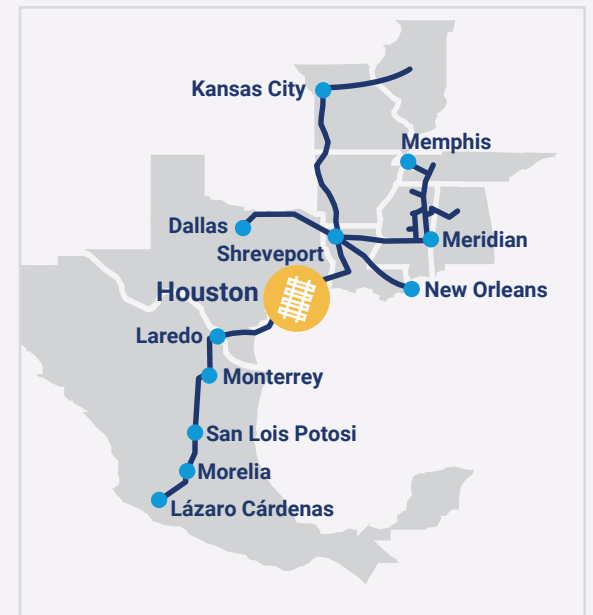 Kansas City
Memphis
Dallas
Shreveport
Meridian
Houston
New Orleans
Laredo
Monterrey
San Lois Potosi
Morelia
Lázaro Cárdenas